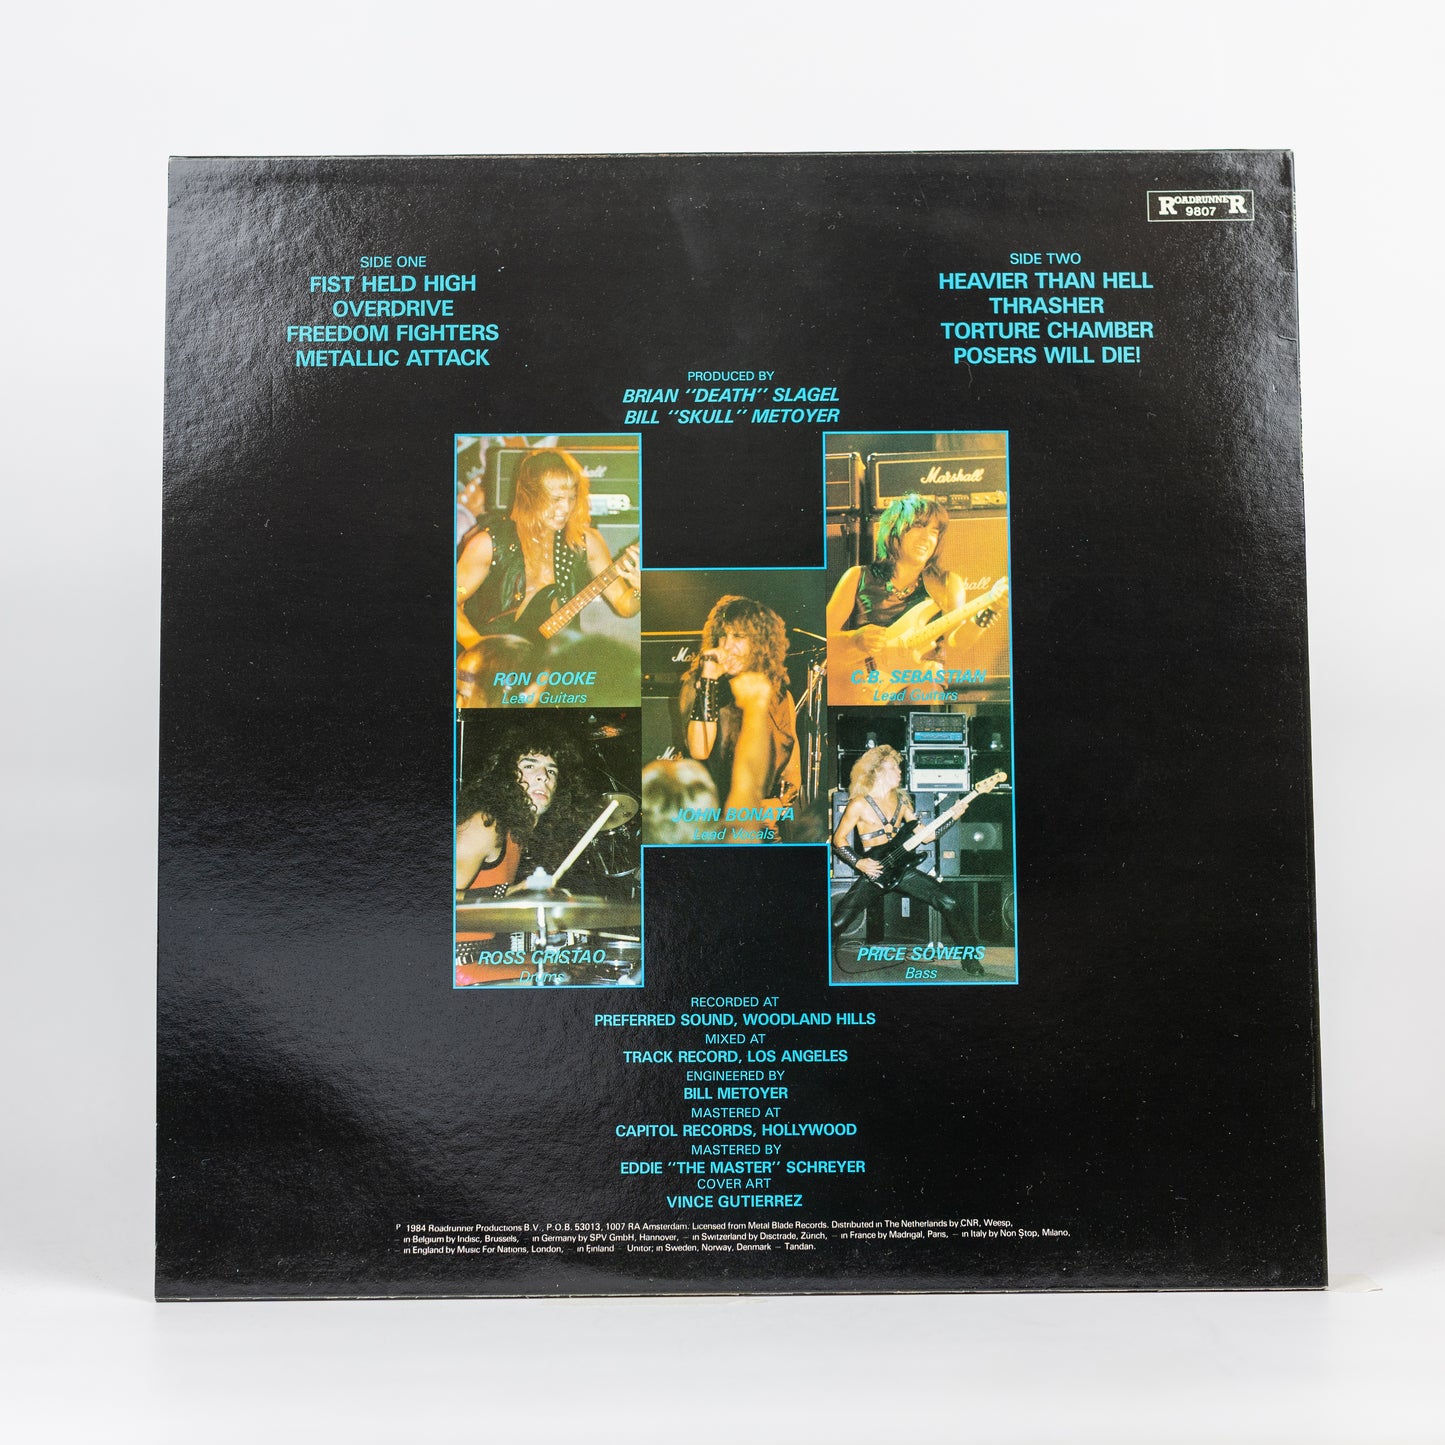 ROADRUNNER
9807
SIDE ONE
FIST HELD HIGH
OVERDRIVE
FREEDOM FIGHTERS
METALLIC ATTACK
SIDE TWO
HEAVIER THAN HELL
THRASHER
TORTURE CHAMBER
POSERS WILL DIE!
PRODUCED BY
BRIAN "DEATH" SLAGEL
BILL "SKULL" METOYER
Marshall
RON COOKE
Lead Guitars
C.B. SEBASTIAN
Lead Guitars
JOHN BONATA
Lead Vocals
ROSS CRISTAO
Drums
PRICE SOWERS
Bass
RECORDED AT
PREFERRED SOUND, WOODLAND HILLS
MIXED AT
TRACK RECORD, LOS ANGELES
ENGINEERED BY
BILL METOYER
MASTERED AT
CAPITOL RECORDS, HOLLYWOOD
MASTERED BY
EDDIE "THE MASTER" SCHREYER
COVER ART
VINCE GUTIERREZ
P 1984 Roadrunner Productions B.V., P.O.B. 53013, 1007 RA Amsterdam. Licensed from Metal Blade Records. Distributed in The Netherlands by CNR, Weesp,
in Belgium by Indisc, Brussels, – in Germany by SPV GmbH, Hannover, – in Switzerland by Disctrade, Zürich, – in France by Madrigal, Paris, – in Italy by Non Stop, Milano,
in England by Music For Nations, London, – in Finland – Unitor; in Sweden, Norway, Denmark – Tandan.